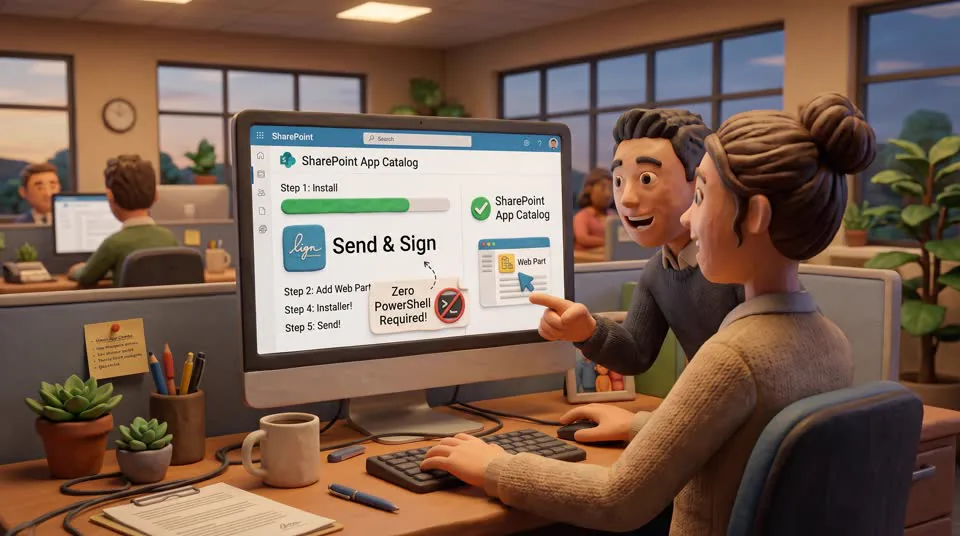 SharePoint
Search
SharePoint App Catalog
Step 1: Install
Sign
Send & Sign
Step 2: Add Web Part
Step 4: Installer!
Step 5: Send!
Zero
PowerShell
Required!
SharePoint
App Catalog
Web Part